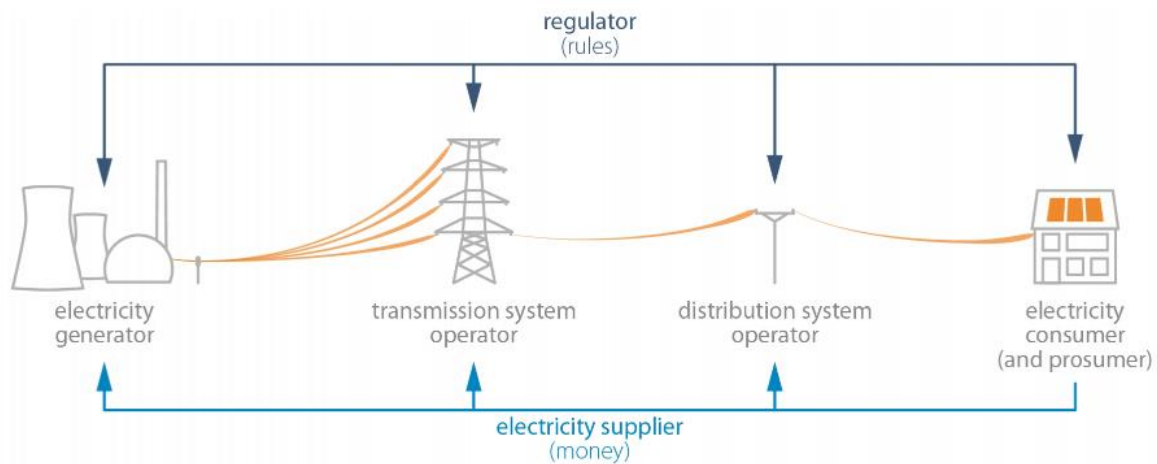 regulator
(rules)
electricity
generator
transmission system
operator
distribution system
operator
electricity
consumer
(and prosumer)
electricity supplier
(money)